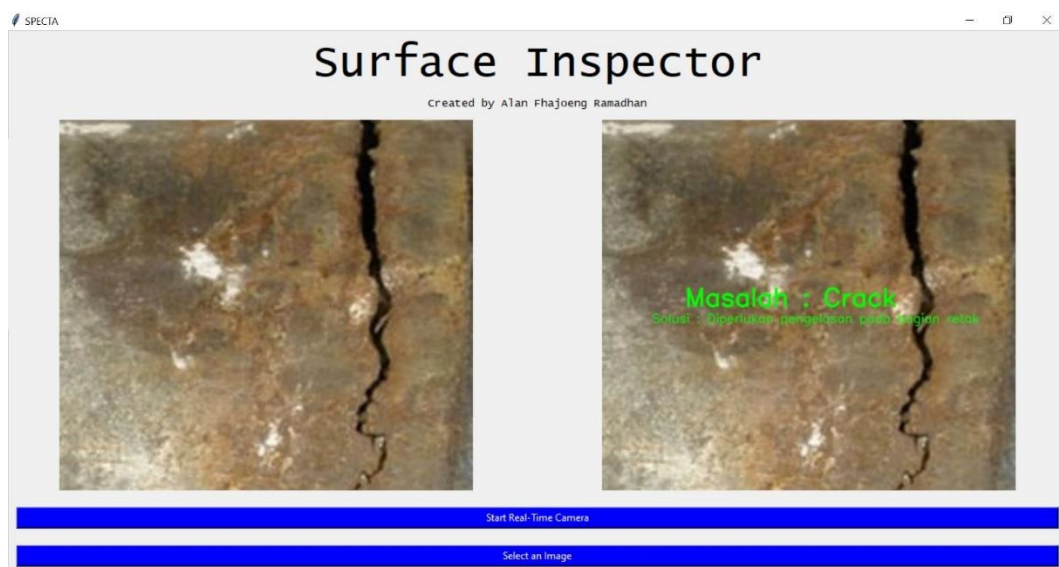 SPECTA
Surface Inspector
Created by Alan Fhajoeng Ramadhan
Masalah : Crack
Solusi : Diperlukan pengelasan pada bagian retak
Start Real-Time Camera
Select an Image